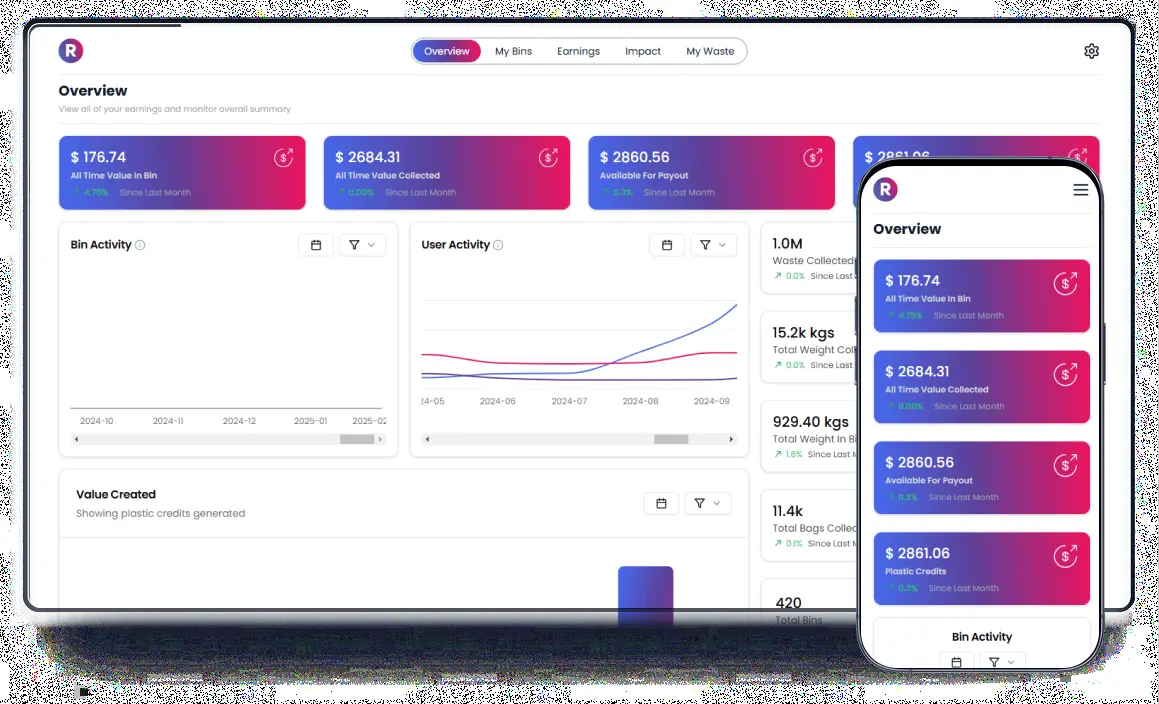 R
Overview My Bins Earnings Impact My Waste
Overview
View all of your earnings and monitor overall summary
$ 176.74
All Time Value In Bin
4.75% Since Last Month
$ 2684.31
All Time Value Collected
0.00% Since Last Month
$ 2860.56
Available For Payout
0.3% Since Last Month
$ 2861.06
Bin Activity
2024-10 2024-11 2024-12 2025-01 2025-02
User Activity
24-05 2024-06 2024-07 2024-08 2024-09
1.0M
Waste Collected
0.0% Since Last
15.2k kgs
Total Weight Coll
0.0% Since Last
929.40 kgs
Total Weight In Bi
1.6% Since Last M
11.4k
Total Bags Collec
0.1% Since Last M
420
Total Bins
Value Created
Showing plastic credits generated
R
Overview
$ 176.74
All Time Value In Bin
4.75% Since Last Month
$ 2684.31
All Time Value Collected
0.00% Since Last Month
$ 2860.56
Available For Payout
0.3% Since Last Month
$ 2861.06
Plastic Credits
0.3% Since Last Month
Bin Activity